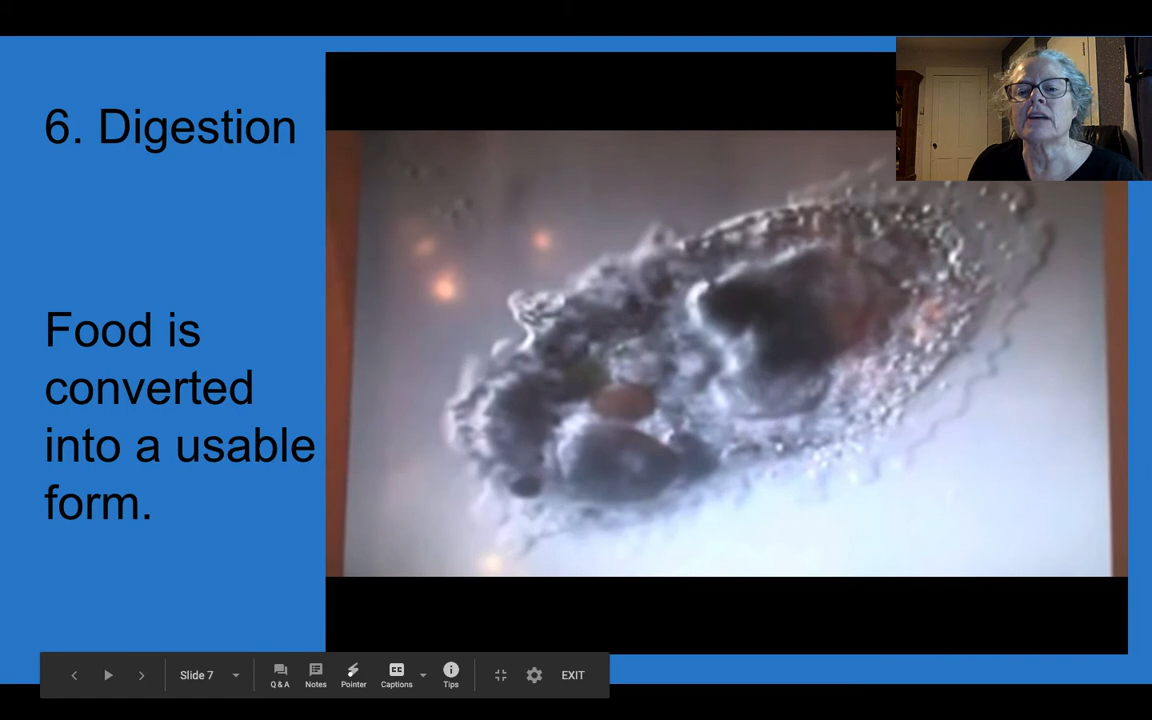 6. Digestion
Food is
converted
into a usable
form.
Slide 7
Q & A
Notes
Pointer
Captions
Tips
EXIT